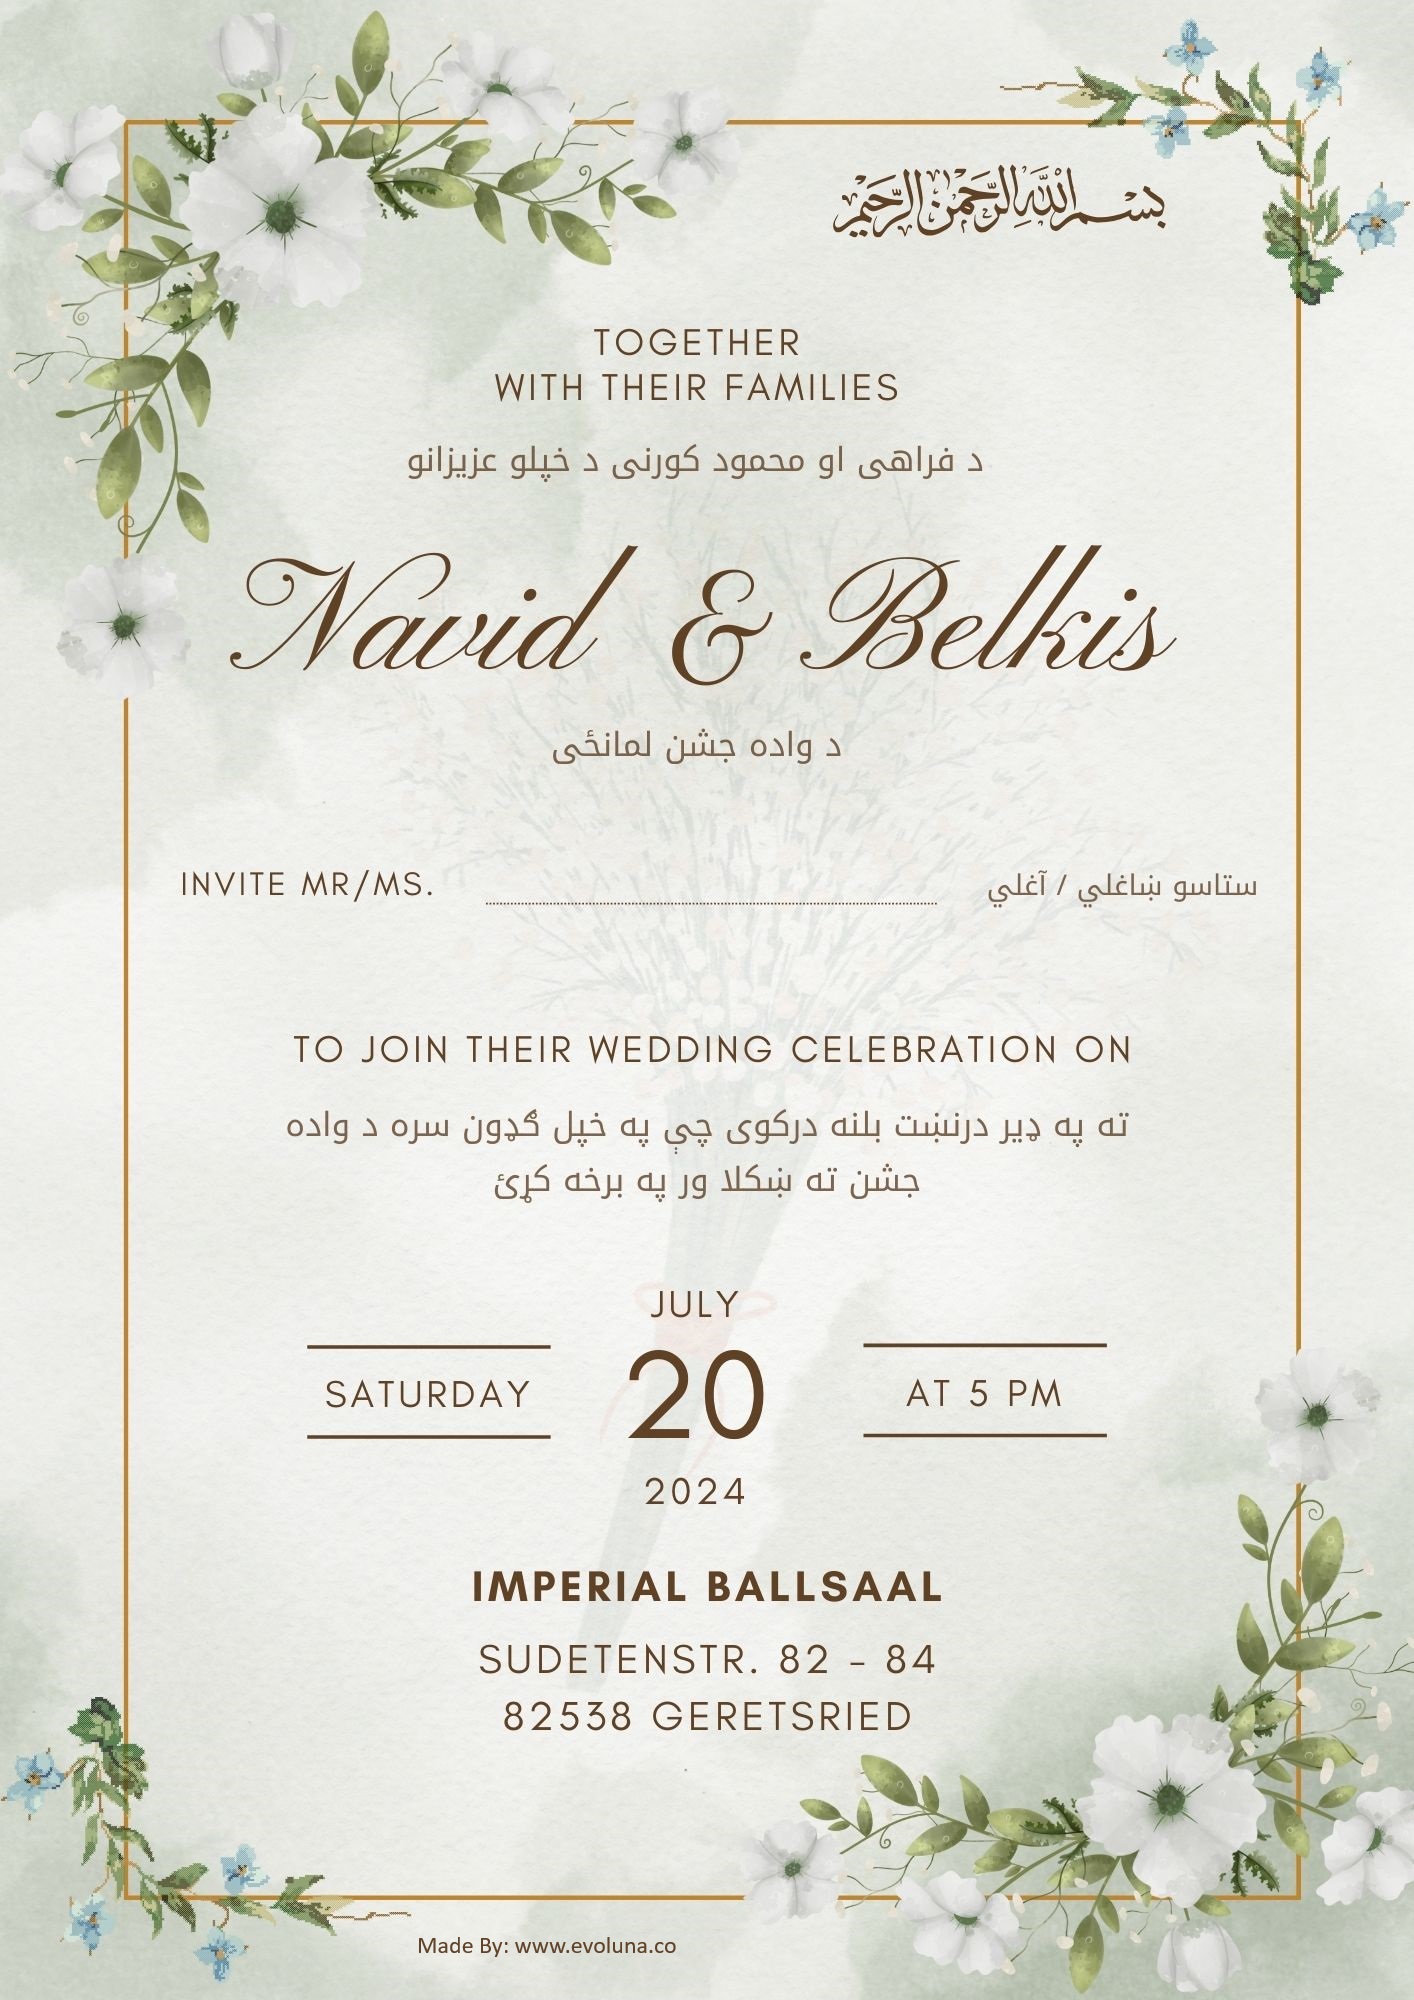 بسم الله الرحمن الرحيم
TOGETHER
WITH THEIR FAMILIES
د فراهی او محمود کورنی د خپلو عزیزانو
Navid & Belkis
د واده جشن لمانځی
INVITE MR/MS. ستاسو ښاغلي / آغلي
TO JOIN THEIR WEDDING CELEBRATION ON
ته په ډیر درنښت بلنه درکوی چې په خپل ګډون سره د واده
جشن ته ښکلا ور په برخه کړئ
JULY
SATURDAY 20 AT 5 PM
2024
IMPERIAL BALLSAAL
SUDETENSTR. 82 - 84
82538 GERETSRIED
Made By: www.evoluna.co